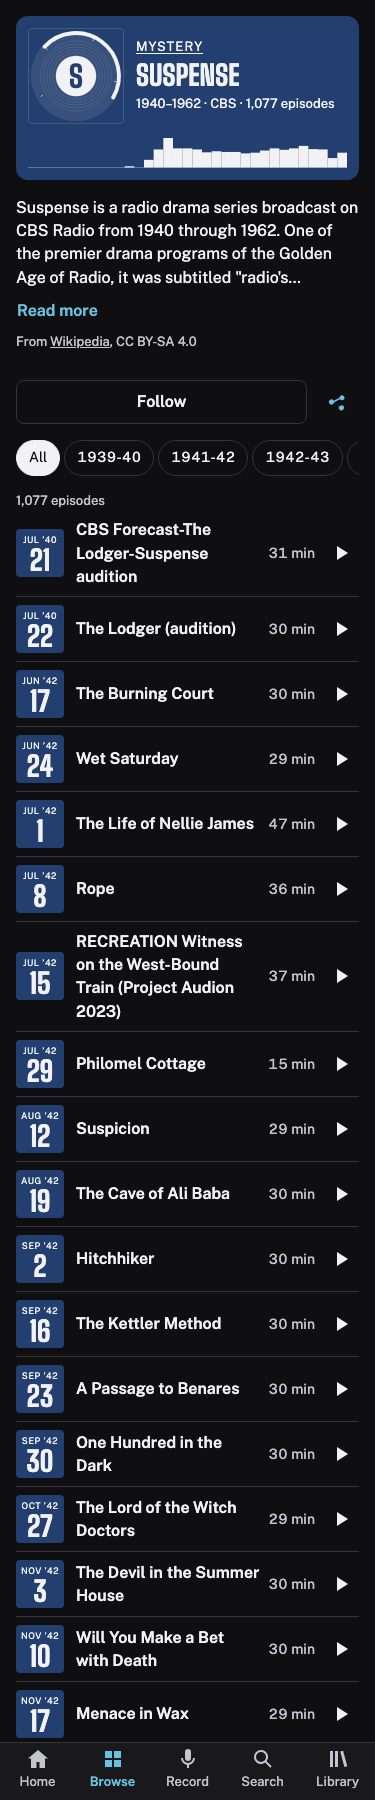 S
MYSTERY
SUSPENSE
1940–1962 · CBS · 1,077 episodes
Suspense is a radio drama series broadcast on
CBS Radio from 1940 through 1962. One of
the premier drama programs of the Golden
Age of Radio, it was subtitled "radio's...
Read more
From Wikipedia, CC BY-SA 4.0
Follow
All 1939-40 1941-42 1942-43
1,077 episodes
JUL '40
21
CBS Forecast-The
Lodger-Suspense
audition
31 min
JUL '40
22
The Lodger (audition)
30 min
JUN '42
17
The Burning Court
30 min
JUN '42
24
Wet Saturday
29 min
JUL '42
1
The Life of Nellie James
47 min
JUL '42
8
Rope
36 min
JUL '42
15
RECREATION Witness
on the West-Bound
Train (Project Audion
2023)
37 min
JUL '42
29
Philomel Cottage
15 min
AUG '42
12
Suspicion
29 min
AUG '42
19
The Cave of Ali Baba
30 min
SEP '42
2
Hitchhiker
30 min
SEP '42
16
The Kettler Method
30 min
SEP '42
23
A Passage to Benares
30 min
SEP '42
30
One Hundred in the
Dark
30 min
OCT '42
27
The Lord of the Witch
Doctors
29 min
NOV '42
3
The Devil in the Summer
House
30 min
NOV '42
10
Will You Make a Bet
with Death
30 min
NOV '42
17
Menace in Wax
29 min
Home Browse Record Search Library